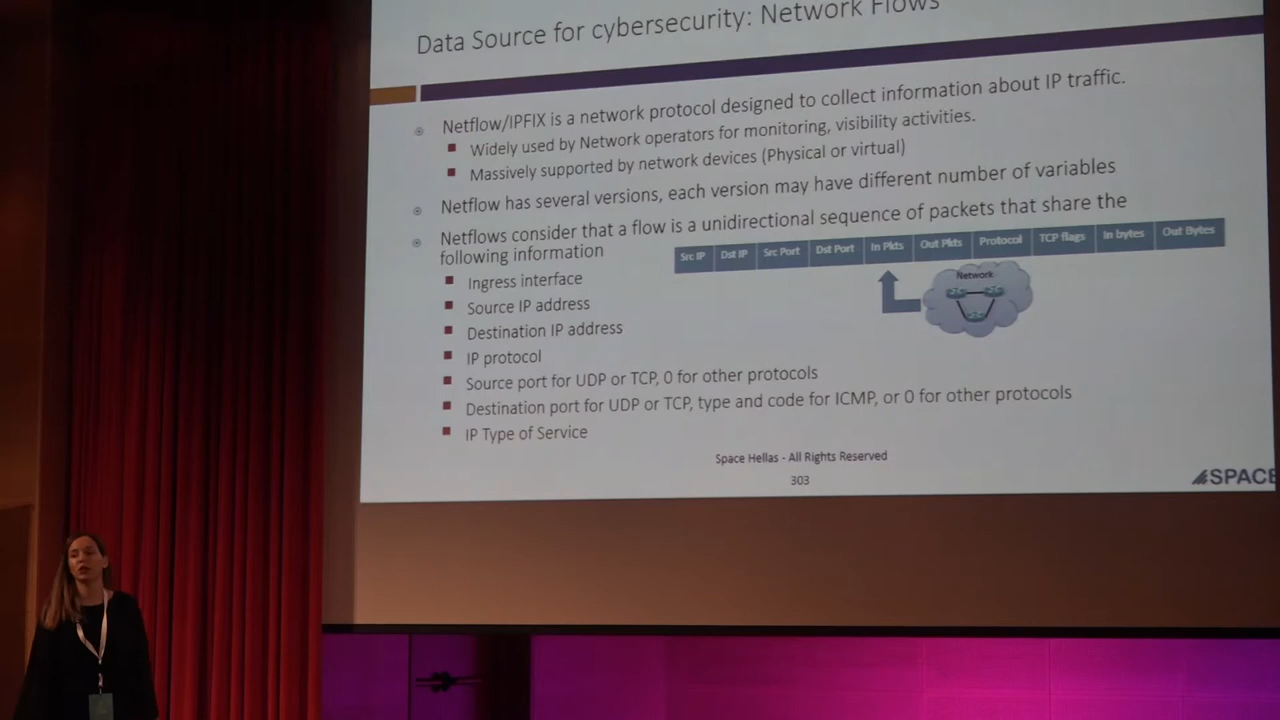 Data Source for cybersecurity: Network Flows
Netflow/IPFIX is a network protocol designed to collect information about IP traffic.
Widely used by Network operators for monitoring, visibility activities.
Massively supported by network devices (Physical or virtual)
Netflow has several versions, each version may have different number of variables
Netflows consider that a flow is a unidirectional sequence of packets that share the
following information
Src IP Dst IP Src Port Dst Port In Pkts Out Pkts Protocol TCP flags In bytes Out Bytes
Network
Ingress interface
Source IP address
Destination IP address
IP protocol
Source port for UDP or TCP, 0 for other protocols
Destination port for UDP or TCP, type and code for ICMP, or 0 for other protocols
IP Type of Service
Space Hellas - All Rights Reserved
303
SPACE